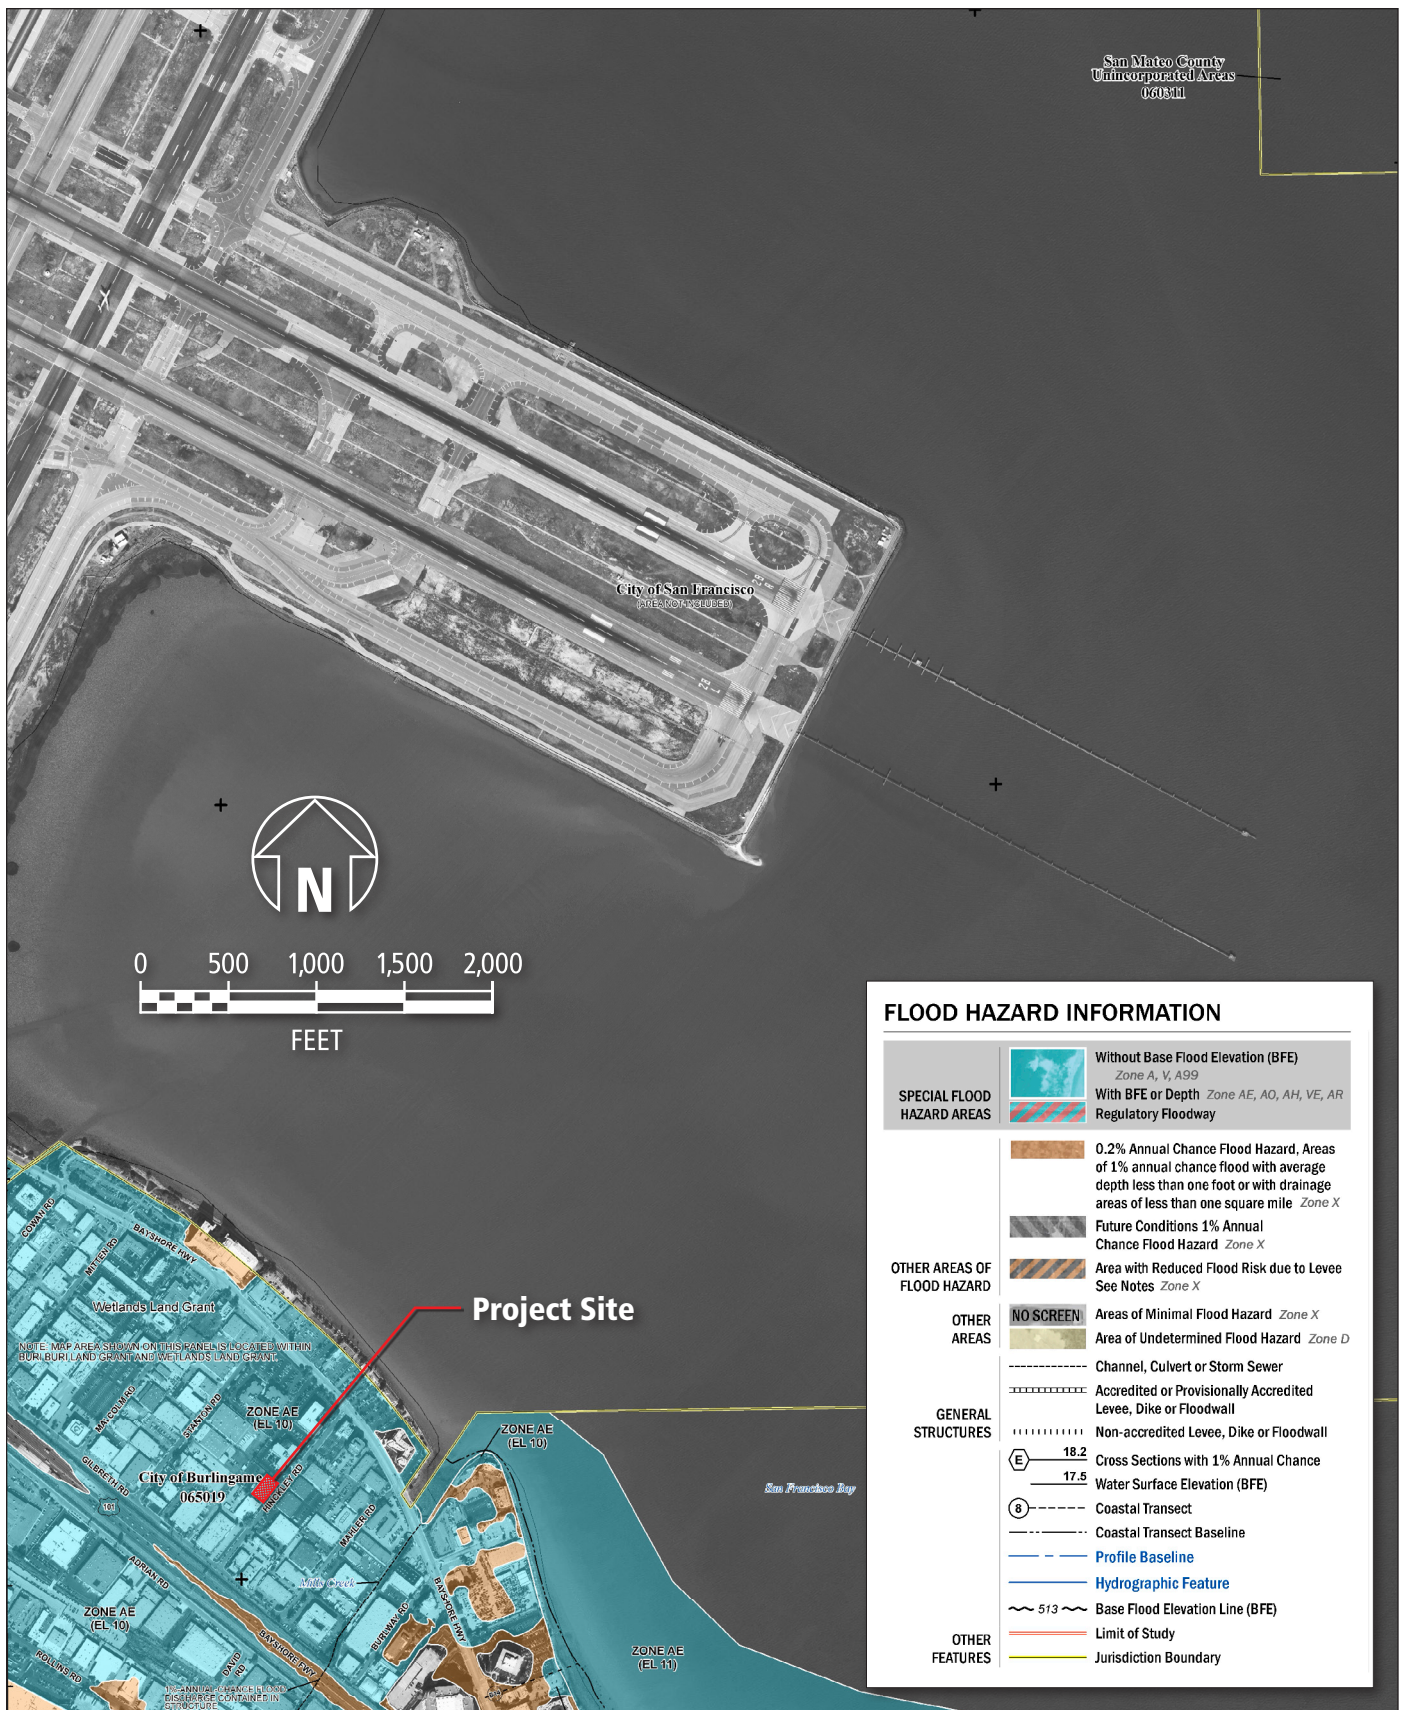 San Mateo County
Unincorporated Areas
060311
City of San Francisco
(AREA NOT INCLUDED)
28
28
L
N
0 500 1,000 1,500 2,000
FEET
Project Site
COWAN RD
MITTEN RD
BAYSHORE HWY
Wetlands Land Grant
NOTE: MAP AREA SHOWN ON THIS PANEL IS LOCATED WITHIN
BURI BURI LAND GRANT AND WETLANDS LAND GRANT.
MALCOLM RD
STANTON RD
ZONE AE
(EL 10)
GILBRETH RD
City of Burlingame
065019
HINCKLEY RD
101
MAHLER RD
ADRIAN RD
Mills Creek
ZONE AE
(EL 10)
BURLWAY RD
BAYSHORE HWY
ROLLINS RD
DAVID
RD
BAYSHORE FWY
1% ANNUAL CHANCE FLOOD
DISCHARGE CONTAINED IN
STRUCTURE
ZONE AE
(EL 10)
San Francisco Bay
ZONE AE
(EL 11)
FLOOD HAZARD INFORMATION
SPECIAL FLOOD
HAZARD AREAS
Without Base Flood Elevation (BFE)
Zone A, V, A99
With BFE or Depth Zone AE, AO, AH, VE, AR
Regulatory Floodway
OTHER AREAS OF
FLOOD HAZARD
0.2% Annual Chance Flood Hazard, Areas
of 1% annual chance flood with average
depth less than one foot or with drainage
areas of less than one square mile Zone X
Future Conditions 1% Annual
Chance Flood Hazard Zone X
Area with Reduced Flood Risk due to Levee
See Notes Zone X
OTHER
AREAS
NO SCREEN Areas of Minimal Flood Hazard Zone X
Area of Undetermined Flood Hazard Zone D
GENERAL
STRUCTURES
Channel, Culvert or Storm Sewer
Accredited or Provisionally Accredited
Levee, Dike or Floodwall
Non-accredited Levee, Dike or Floodwall
OTHER
FEATURES
E 18.2 Cross Sections with 1% Annual Chance
17.5 Water Surface Elevation (BFE)
8 Coastal Transect
Coastal Transect Baseline
Profile Baseline
Hydrographic Feature
513 Base Flood Elevation Line (BFE)
Limit of Study
Jurisdiction Boundary